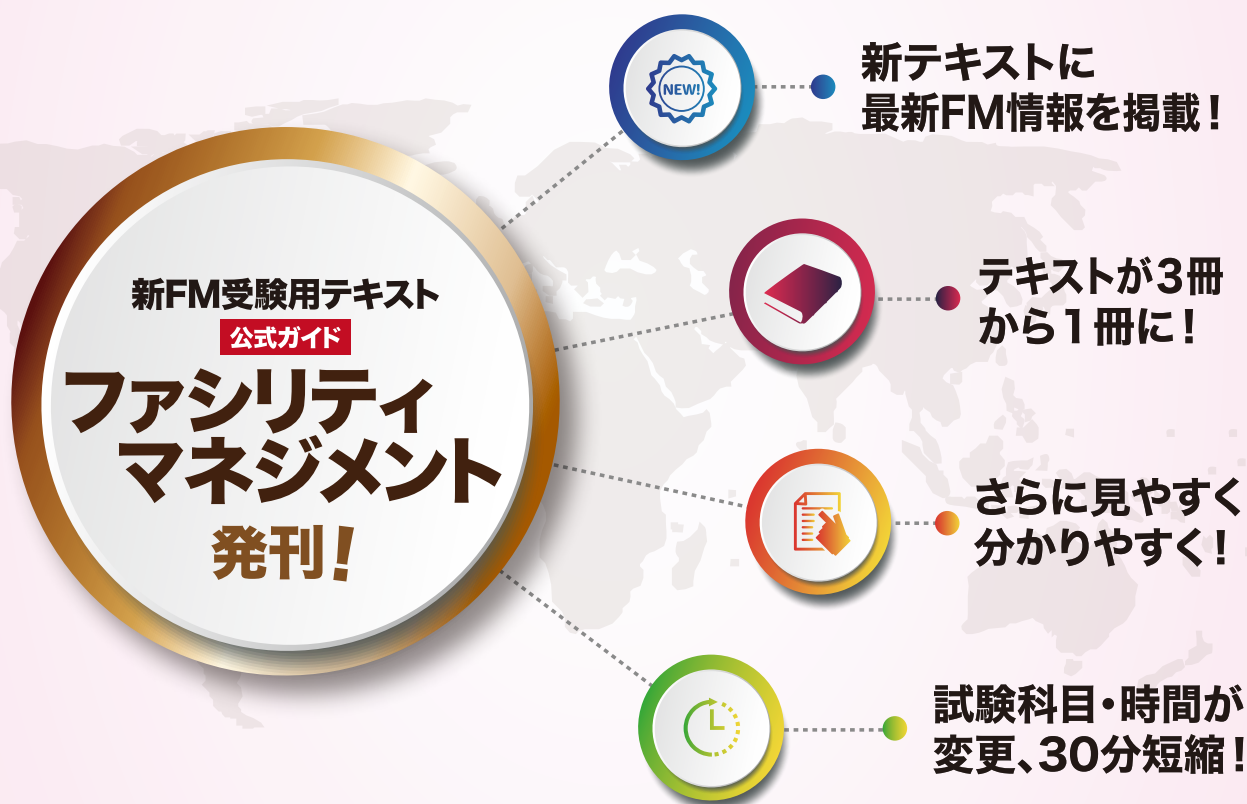 新FM受験用テキスト
公式ガイド
ファシリティ
マネジメント
発刊!
NEW!
新テキストに
最新FM情報を掲載!
テキストが3冊
から1冊に!
さらに見やすく
分かりやすく!
試験科目・時間が
変更、30分短縮!